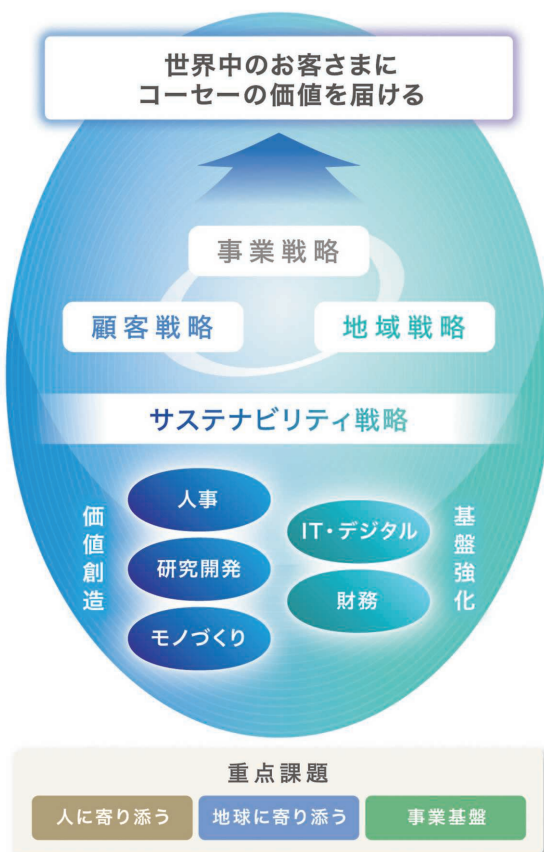 世界中のお客さまに
コーセーの価値を届ける
事業戦略
顧客戦略
地域戦略
サステナビリティ戦略
価値創造
人事
研究開発
モノづくり
IT・デジタル
財務
基盤強化
重点課題
人に寄り添う
地球に寄り添う
事業基盤